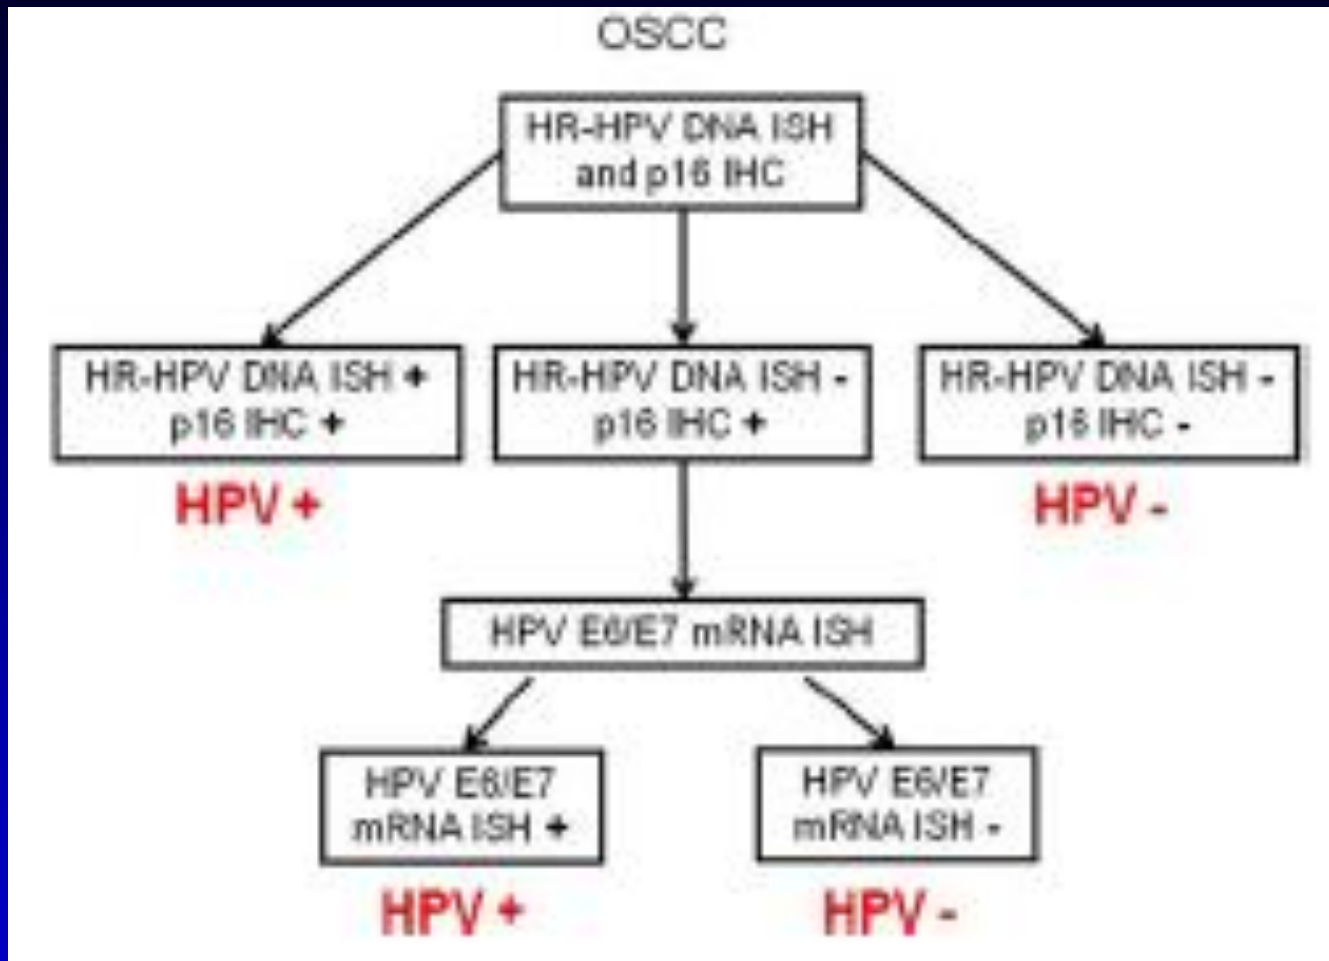 OSCC
HR-HPV DNA ISH
and p16 IHC
HR-HPV DNA ISH +
p16 IHC +
HPV +
HR-HPV DNA ISH -
p16 IHC +
HR-HPV DNA ISH -
p16 IHC -
HPV -
HPV E6/E7 mRNA ISH
HPV E6/E7
mRNA ISH +
HPV +
HPV E6/E7
mRNA ISH -
HPV -